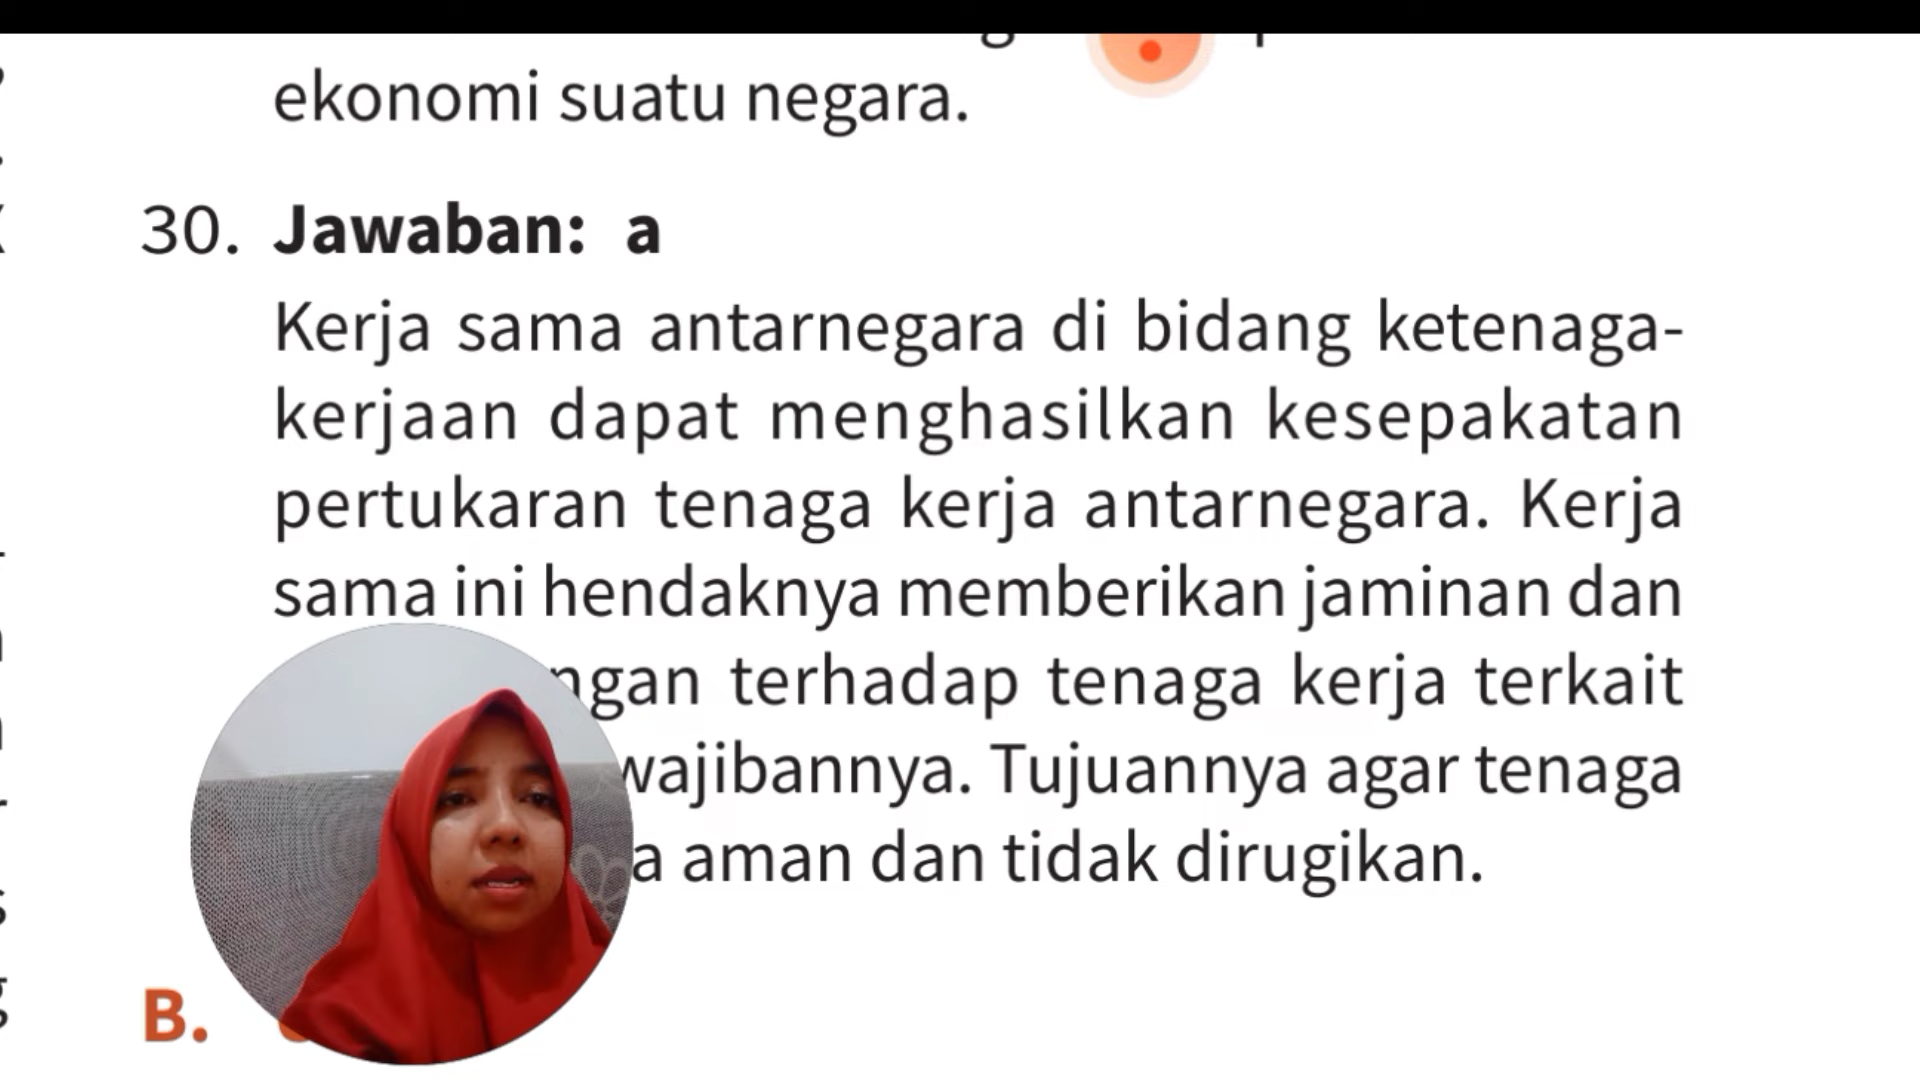 ekonomi suatu negara.
30. Jawaban: a
Kerja sama antarnegara di bidang ketenaga-
kerjaan dapat menghasilkan kesepakatan
pertukaran tenaga kerja antarnegara. Kerja
sama ini hendaknya memberikan jaminan dan
ngan terhadap tenaga kerja terkait
wajibannya. Tujuannya agar tenaga
a aman dan tidak dirugikan.
B.